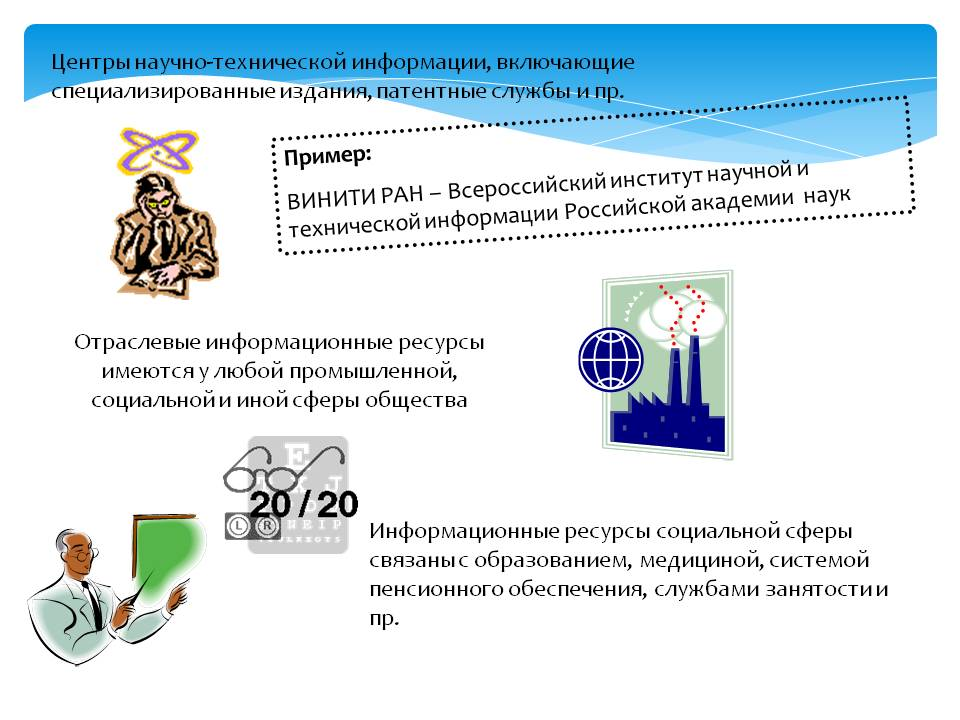 Центры научно-технической информации, включающие
специализированные издания, патентные службы и пр.
Пример:
ВИНИТИ РАН – Всероссийский институт научной и
технической информации Российской академии наук
Отраслевые информационные ресурсы
имеются у любой промышленной,
социальной и иной сферы общества
E
20/20
L R
Информационные ресурсы социальной сферы
связаны с образованием, медициной, системой
пенсионного обеспечения, службами занятости и
пр.